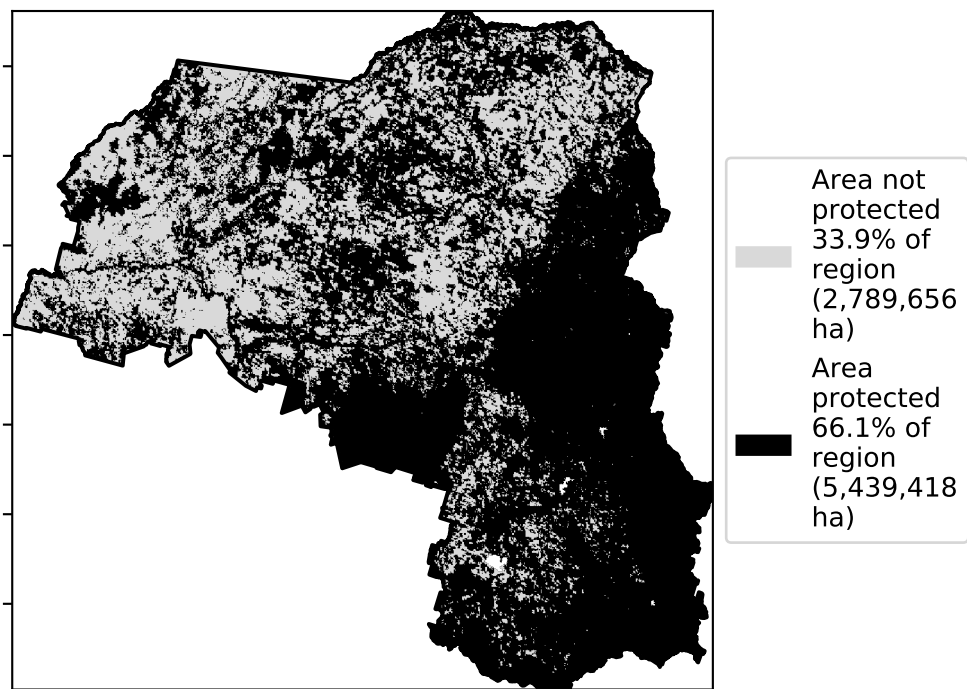 Area not
protected
33.9% of
region
(2,789,656
ha)
Area
protected
66.1% of
region
(5,439,418
ha)